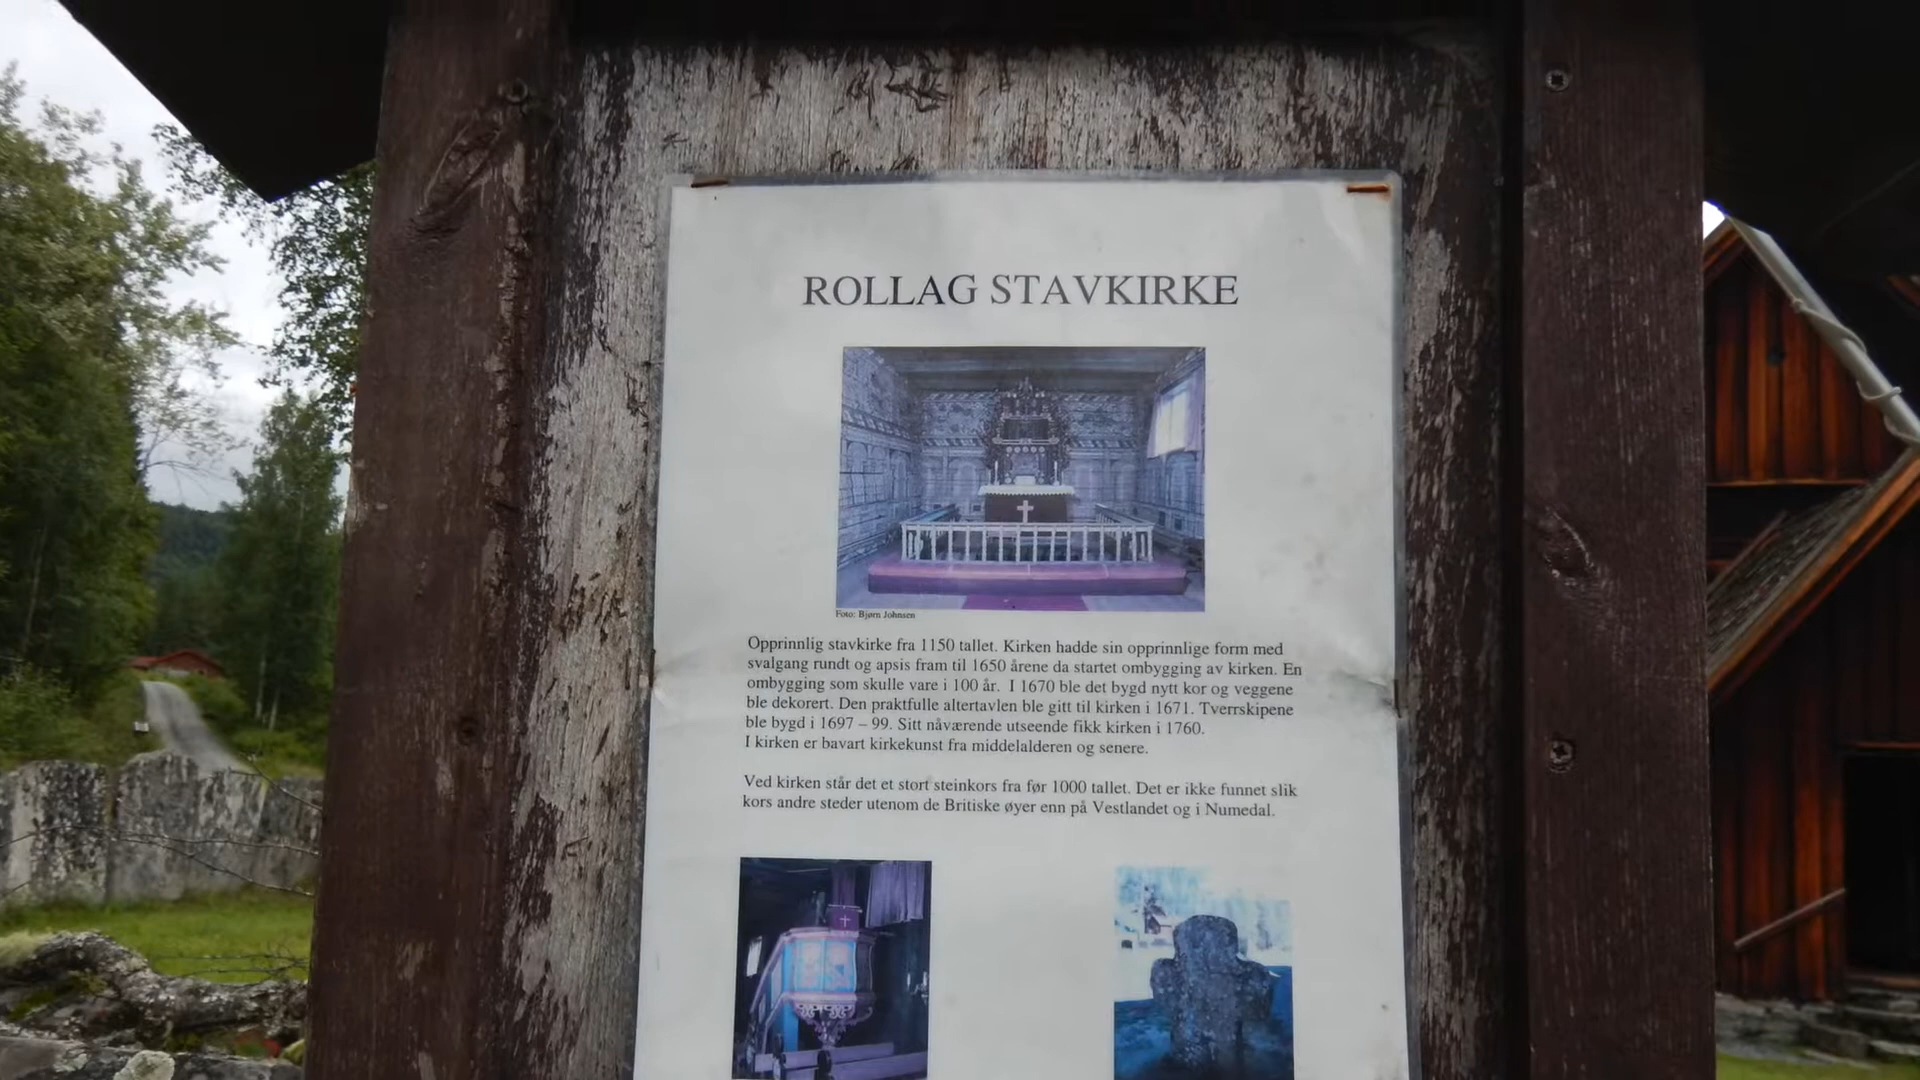 ROLLAG STAVKIRKE
Foto: Bjørn Johnsen
Opprinnlig stavkirke fra 1150 tallet. Kirken hadde sin opprinnlige form med
svalgang rundt og apsis fram til 1650 årene da startet ombygging av kirken. En
ombygging som skulle vare i 100 år. I 1670 ble det bygd nytt kor og veggene
ble dekorert. Den praktfulle altertavlen ble gitt til kirken i 1671. Tverrskipene
ble bygd i 1697 – 99. Sitt nåværende utseende fikk kirken i 1760.
I kirken er bavart kirkekunst fra middelalderen og senere.
Ved kirken står det et stort steinkors fra før 1000 tallet. Det er ikke funnet slik
kors andre steder utenom de Britiske øyer enn på Vestlandet og i Numedal.